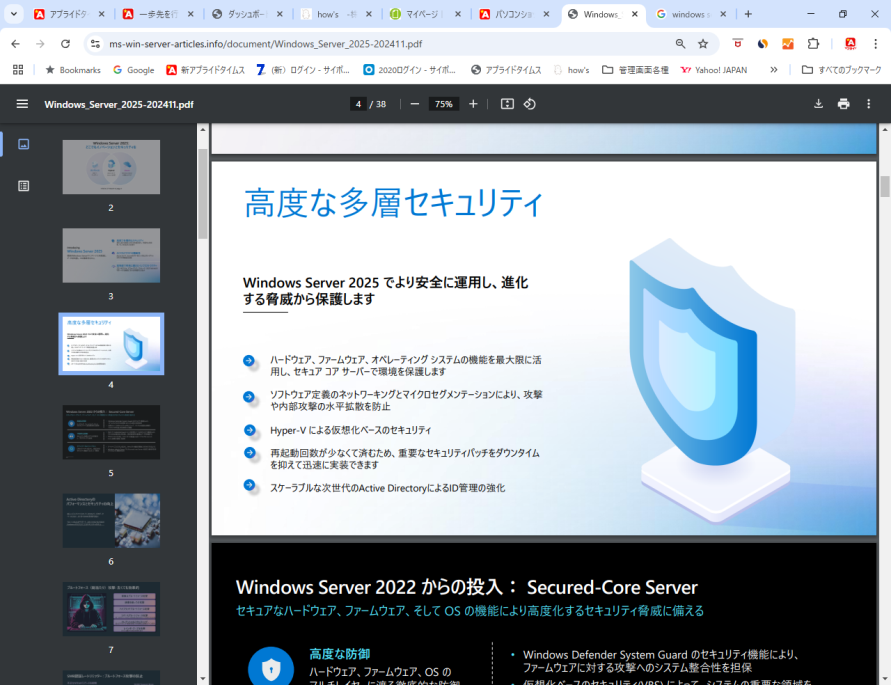 アプライドタ
一歩先を行
ダッシュボー
how's
マイページ
パソコンショ
Windows_
windows s
ms-win-server-articles.info/document/Windows_Server_2025-202411.pdf
Bookmarks
Google
新アプライドタイムス
(新) ログイン - サイボ...
2020ログイン - サイボ...
アプライドタイムス
how's
管理画面各種
Yahoo! JAPAN
すべてのブックマーク
Windows_Server_2025-202411.pdf
4 / 38
75%
2
3
4
5
6
7
高度な多層セキュリティ
Windows Server 2025 でより安全に運用し、進化
する脅威から保護します
ハードウェア、ファームウェア、オペレーティング システムの機能を最大限に活
用し、セキュア コア サーバーで環境を保護します
ソフトウェア定義のネットワーキングとマイクロセグメンテーションにより、攻撃
や内部攻撃の水平拡散を防止
Hyper-V による仮想化ベースのセキュリティ
再起動回数が少なくて済むため、重要なセキュリティパッチをダウンタイム
を抑えて迅速に実装できます
スケーラブルな次世代のActive DirectoryによるID管理の強化
Windows Server 2022 からの投入： Secured-Core Server
セキュアなハードウェア、ファームウェア、そして OS の機能により高度化するセキュリティ脅威に備える
高度な防御
ハードウェア、ファームウェア、OS の
• Windows Defender System Guard のセキュリティ機能により、
ファームウェアに対する攻撃へのシステム整合性を担保